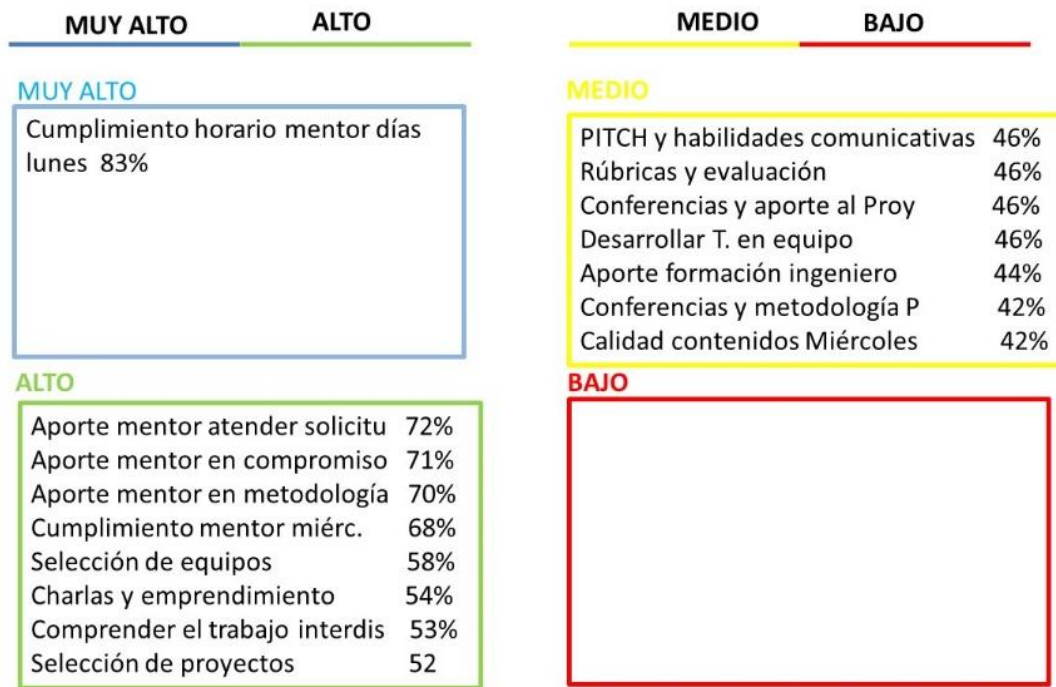 MUY ALTO ALTO
MUY ALTO
Cumplimiento horario mentor días
lunes 83%
ALTO
Aporte mentor atender solicitu 72%
Aporte mentor en compromiso 71%
Aporte mentor en metodología 70%
Cumplimiento mentor miérc. 68%
Selección de equipos 58%
Charlas y emprendimiento 54%
Comprender el trabajo interdis 53%
Selección de proyectos 52
MEDIO BAJO
MEDIO
PITCH y habilidades comunicativas 46%
Rúbricas y evaluación 46%
Conferencias y aporte al Proy 46%
Desarrollar T. en equipo 46%
Aporte formación ingeniero 44%
Conferencias y metodología P 42%
Calidad contenidos Miércoles 42%
BAJO